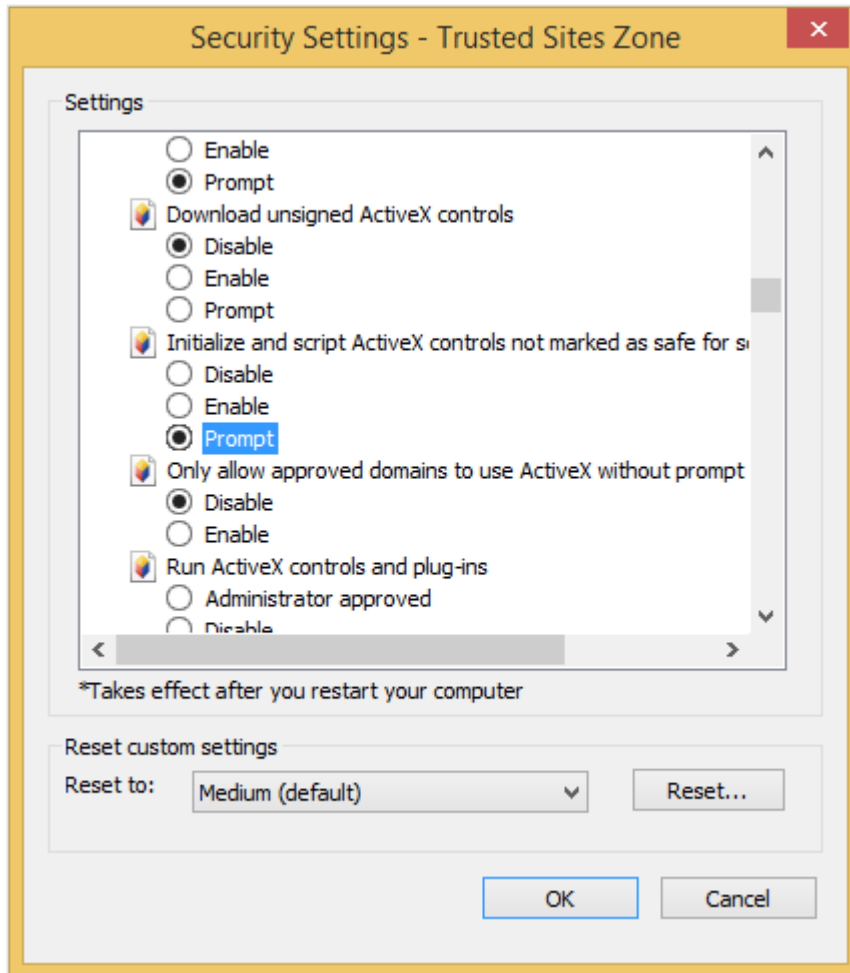 Security Settings - Trusted Sites Zone
Settings
Enable
Prompt
Download unsigned ActiveX controls
Disable
Enable
Prompt
Initialize and script ActiveX controls not marked as safe for s
Disable
Enable
Prompt
Only allow approved domains to use ActiveX without prompt
Disable
Enable
Run ActiveX controls and plug-ins
Administrator approved
Disable
*Takes effect after you restart your computer
Reset custom settings
Reset to: Medium (default) Reset...
OK Cancel